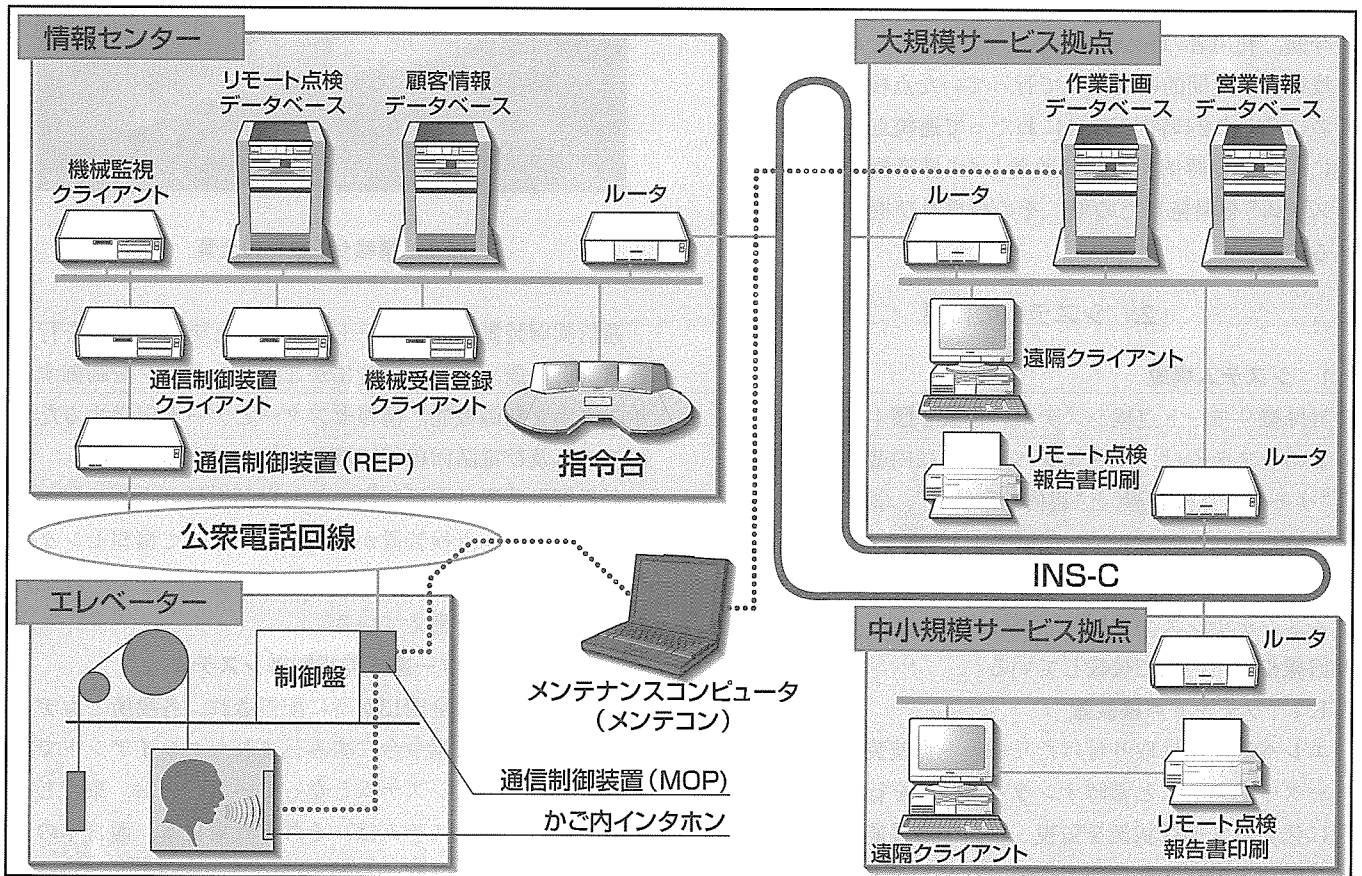 情報センター
リモート点検
データベース
顧客情報
データベース
機械監視
クライアント
ルータ
通信制御装置
クライアント
機械受信登録
クライアント
通信制御装置(REP)
指令台
公衆電話回線
エレベーター
制御盤
メンテナンスコンピュータ
(メンテコン)
通信制御装置(MOP)
かご内インタホン
大規模サービス拠点
作業計画
データベース
営業情報
データベース
ルータ
遠隔クライアント
リモート点検
報告書印刷
ルータ
INS-C
中小規模サービス拠点
ルータ
遠隔クライアント
リモート点検
報告書印刷